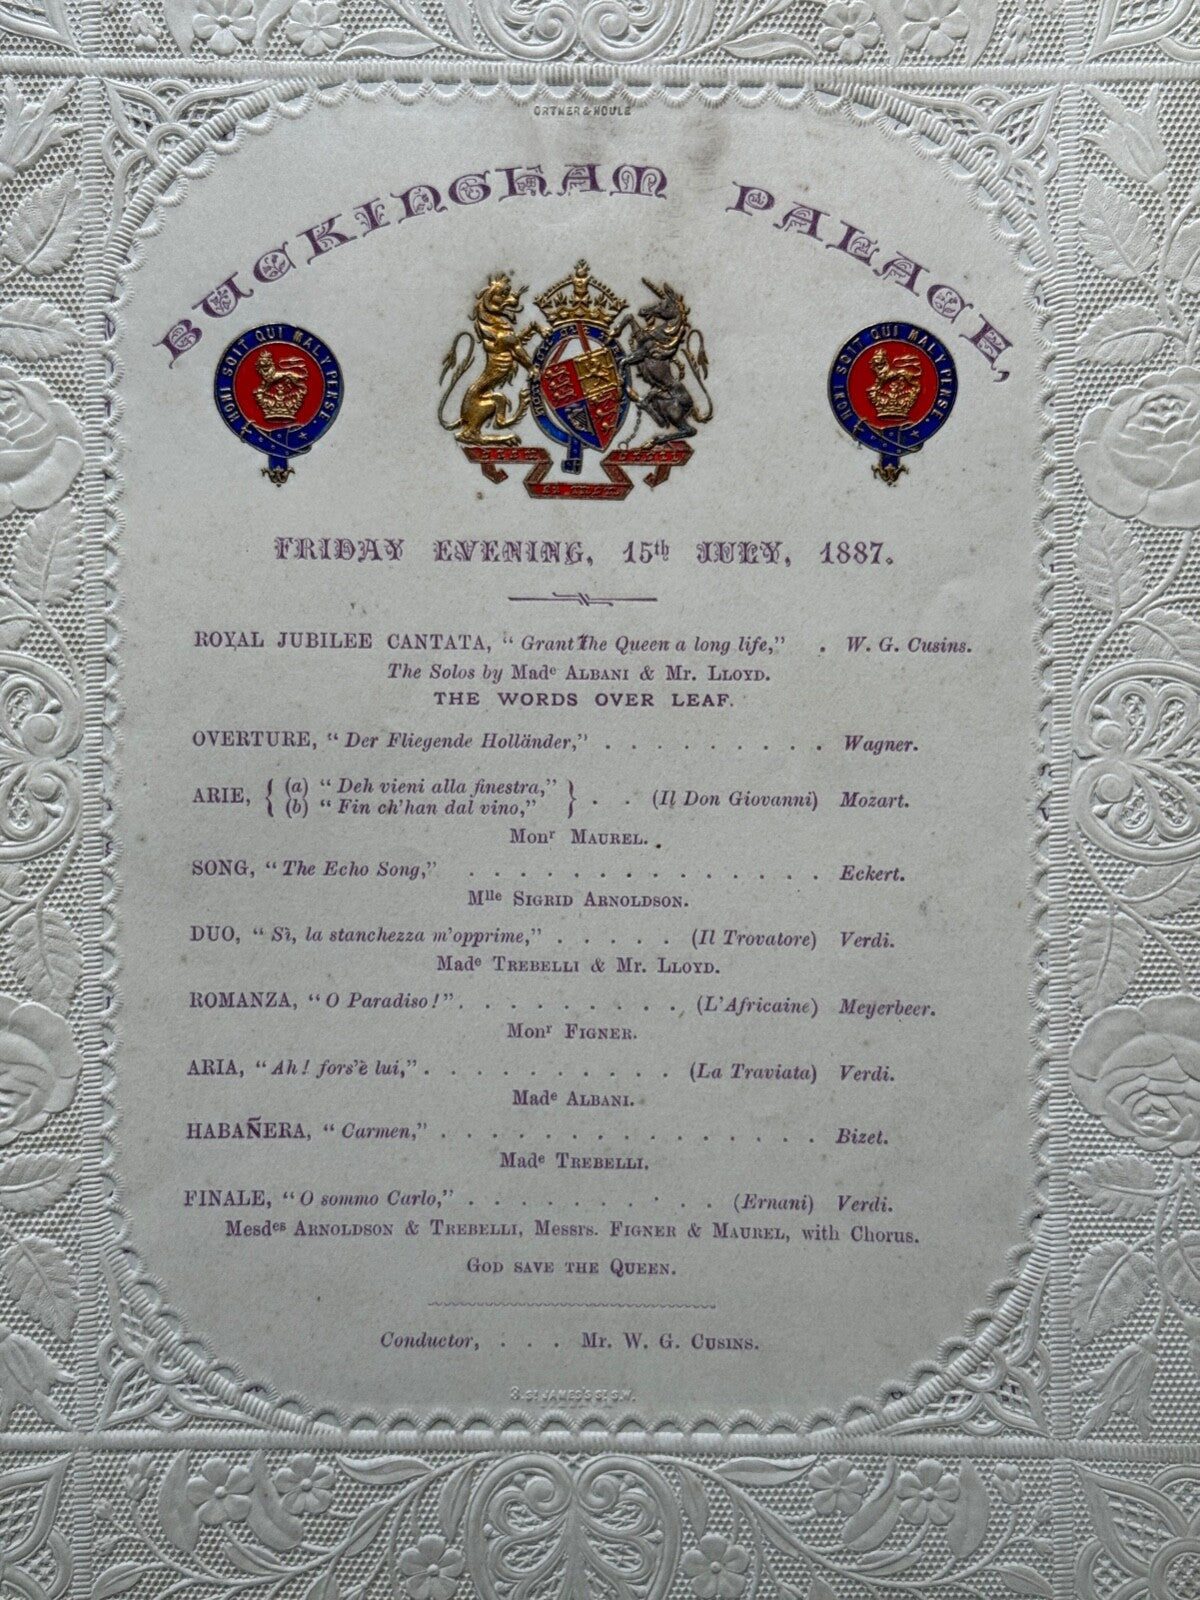 ORTNER & HOULE
BUCKINGHAM PALACE,
HONI SOIT QUI MAL Y PENSE
HONI SOIT QUI MAL Y PENSE
FRIDAY EVENING, 15th JULY, 1887.
ROYAL JUBILEE CANTATA, “Grant the Queen a long life,” . W. G. Cusins.
The Solos by Made ALBANI & Mr. LLOYD.
THE WORDS OVER LEAF.
OVERTURE, “Der Fliegende Holländer,” . . . . . . . . . Wagner.
ARIE, { (a) “Deh vieni alla finestra,” } . . (Il Don Giovanni) Mozart.
(b) “Fin ch'han dal vino,”
Monr MAUREL.
SONG, “The Echo Song,” . . . . . . . . . . . . . . . Eckert.
Mlle SIGRID ARNOLDSON.
DUO, “Sì, la stanchezza m'opprime,” . . . . . (Il Trovatore) Verdi.
Made TREBELLI & Mr. LLOYD.
ROMANZA, “O Paradiso!” . . . . . . . . . (L'Africaine) Meyerbeer.
Monr FIGNER.
ARIA, “Ah! fors'è lui,” . . . . . . . . . . (La Traviata) Verdi.
Made ALBANI.
HABAÑERA, “Carmen,” . . . . . . . . . . . . . . . Bizet.
Made TREBELLI.
FINALE, “O sommo Carlo,” . . . . . . . . . . (Ernani) Verdi.
Mesdes ARNOLDSON & TREBELLI, Messrs. FIGNER & MAUREL, with Chorus.
GOD SAVE THE QUEEN.
Conductor, . . . Mr. W. G. CUSINS.
3. ST JAMES'S ST S.W.